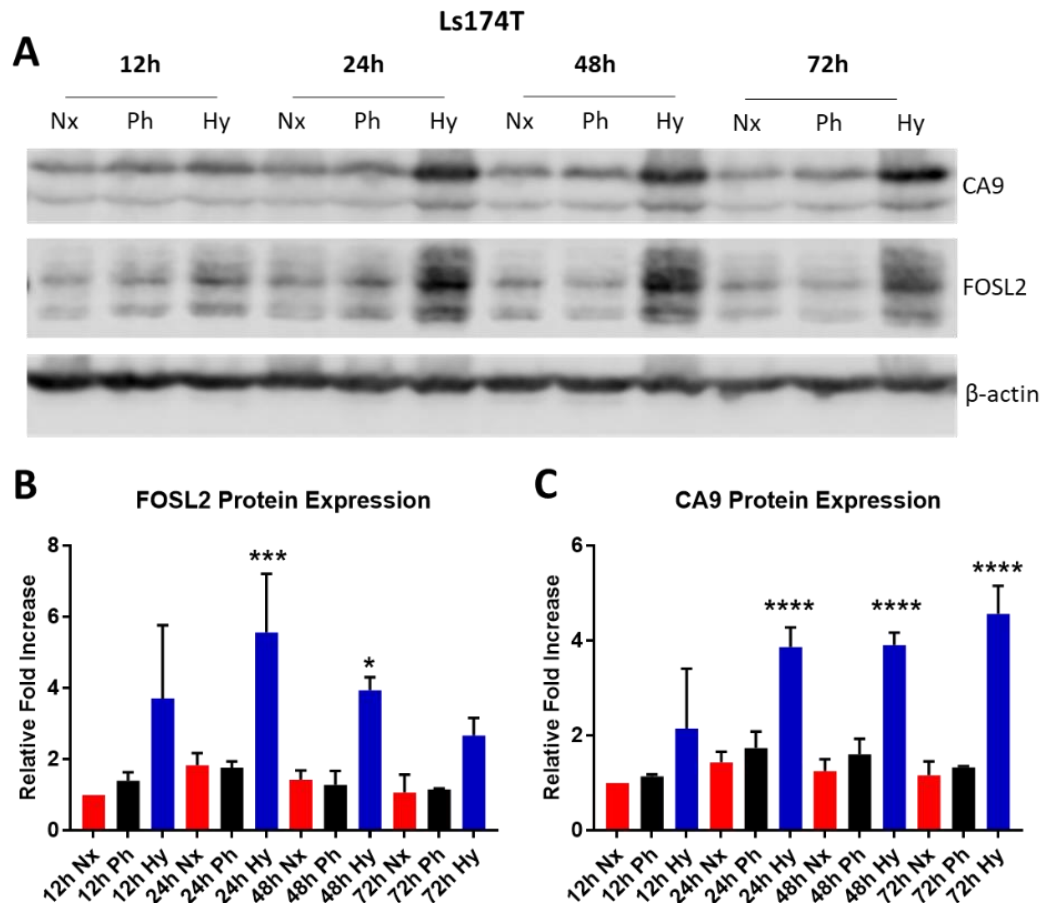 Ls174T
A
12h 24h 48h 72h
Nx Ph Hy Nx Ph Hy Nx Ph Hy Nx Ph Hy
CA9
FOSL2
β-actin
B
FOSL2 Protein Expression
Relative Fold Increase
8
6
4
2
0
***
*
12h Nx
12h Ph
12h Hy
24h Nx
24h Ph
24h Hy
48h Nx
48h Ph
48h Hy
72h Nx
72h Ph
72h Hy
C
CA9 Protein Expression
Relative Fold Increase
6
4
2
0
****
****
****
12h Nx
12h Ph
12h Hy
24h Nx
24h Ph
24h Hy
48h Nx
48h Ph
48h Hy
72h Nx
72h Ph
72h Hy